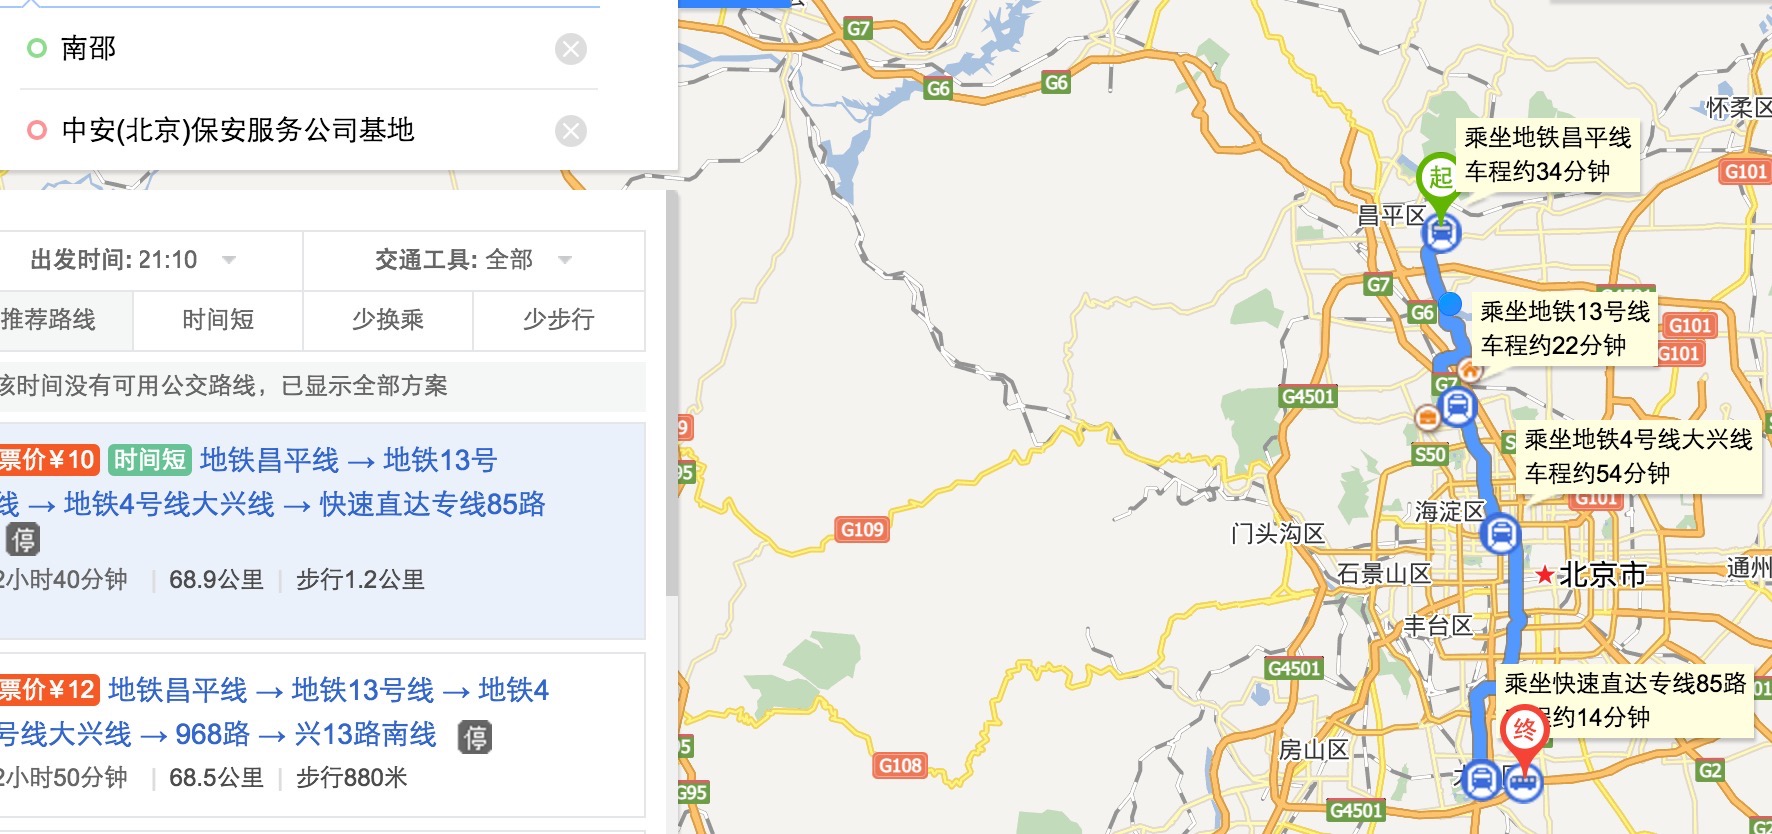 南邵
中安(北京)保安服务公司基地
出发时间: 21:10
交通工具: 全部
推荐路线
时间短
少换乘
少步行
该时间没有可用公交路线，已显示全部方案
票价¥10 时间短 地铁昌平线 → 地铁13号
线 → 地铁4号线大兴线 → 快速直达专线85路
停
2小时40分钟 | 68.9公里 | 步行1.2公里
票价¥12 地铁昌平线 → 地铁13号线 → 地铁4
号线大兴线 → 968路 → 兴13路南线 停
2小时50分钟 | 68.5公里 | 步行880米
G7
G6
G6
怀柔区
乘坐地铁昌平线
车程约34分钟
起
G101
昌平区
G7
G6
乘坐地铁13号线
车程约22分钟
G101
G101
G7
G4501
乘坐地铁4号线大兴线
车程约54分钟
S50
G101
海淀区
G109
门头沟区
石景山区
北京市
通州
丰台区
G4501
乘坐快速直达专线85路
程约14分钟
终
房山区
G108
G2
G95
G4501